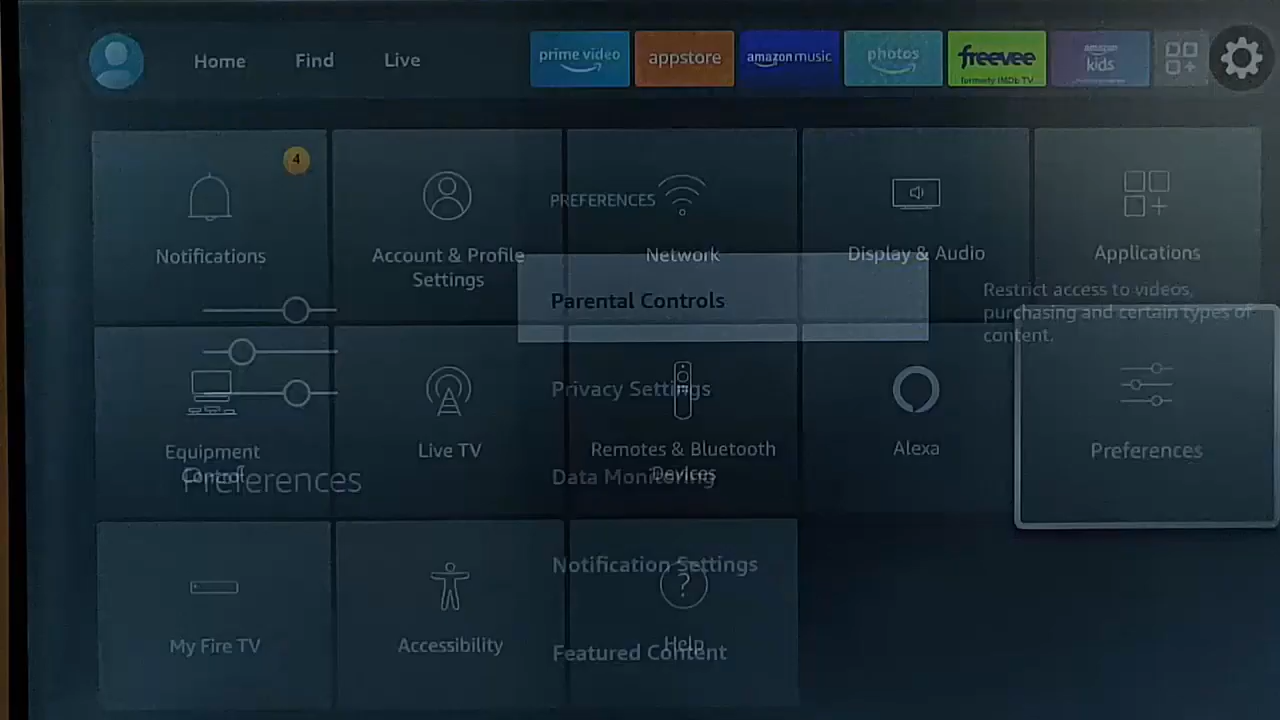 Home Find Live prime video appstore amazon music photos freevee amazon kids
formerly IMDb TV
4
Notifications
Account & Profile
Settings
Network
Display & Audio
Applications
Equipment
Control
Live TV
Remotes & Bluetooth
Devices
Alexa
Preferences
My Fire TV
Accessibility
Help
Preferences
PREFERENCES
Parental Controls
Privacy Settings
Data Monitoring
Notification Settings
Featured Content
Restrict access to videos,
purchasing and certain types of
content.